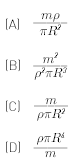 [A] mρ / πR²
[B] m² / ρ²πR³
[C] m / ρπR²
[D] ρπR⁴ / m